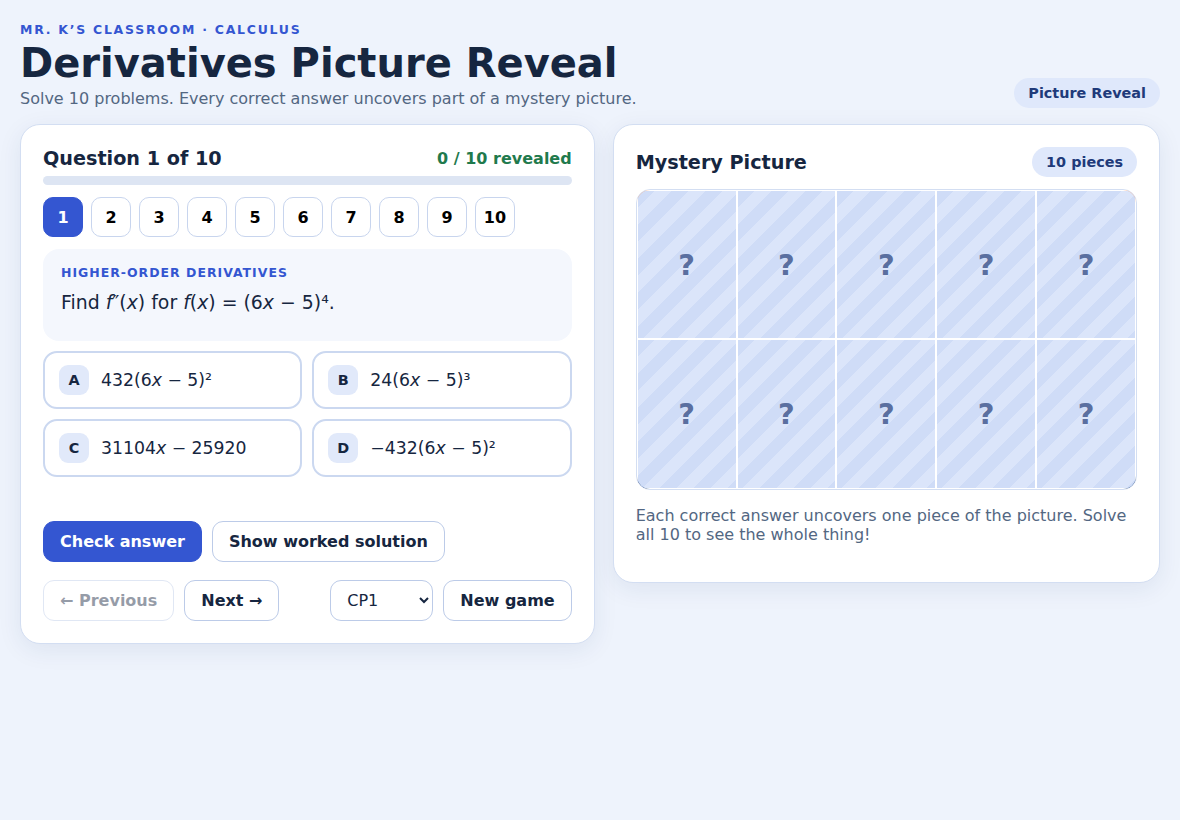 MR. K’S CLASSROOM · CALCULUS
Derivatives Picture Reveal
Solve 10 problems. Every correct answer uncovers part of a mystery picture.
Picture Reveal
Question 1 of 10
0 / 10 revealed
1 2 3 4 5 6 7 8 9 10
HIGHER-ORDER DERIVATIVES
Find f″(x) for f(x) = (6x − 5)⁴.
A 432(6x − 5)²
B 24(6x − 5)³
C 31104x − 25920
D −432(6x − 5)²
Check answer
Show worked solution
← Previous
Next →
CP1
New game
Mystery Picture
10 pieces
? ? ? ? ?
? ? ? ? ?
Each correct answer uncovers one piece of the picture. Solve
all 10 to see the whole thing!